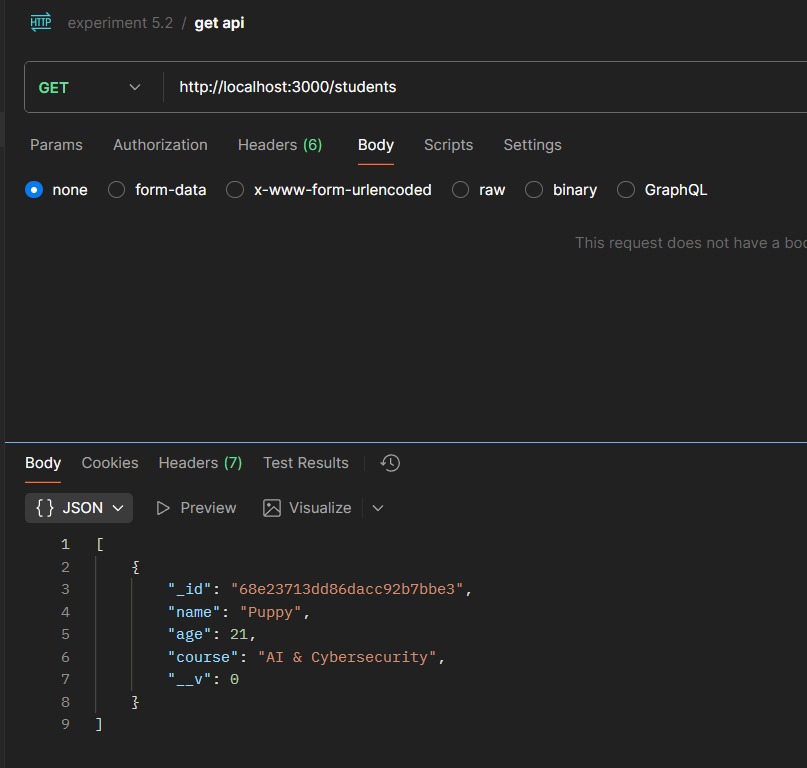 HTTP experiment 5.2 / get api
GET http://localhost:3000/students
Params Authorization Headers (6) Body Scripts Settings
none form-data x-www-form-urlencoded raw binary GraphQL
This request does not have a boo
Body Cookies Headers (7) Test Results
{} JSON Preview Visualize
1 [
2 {
3 "_id": "68e23713dd86dacc92b7bbe3",
4 "name": "Puppy",
5 "age": 21,
6 "course": "AI & Cybersecurity",
7 "__v": 0
8 }
9 ]